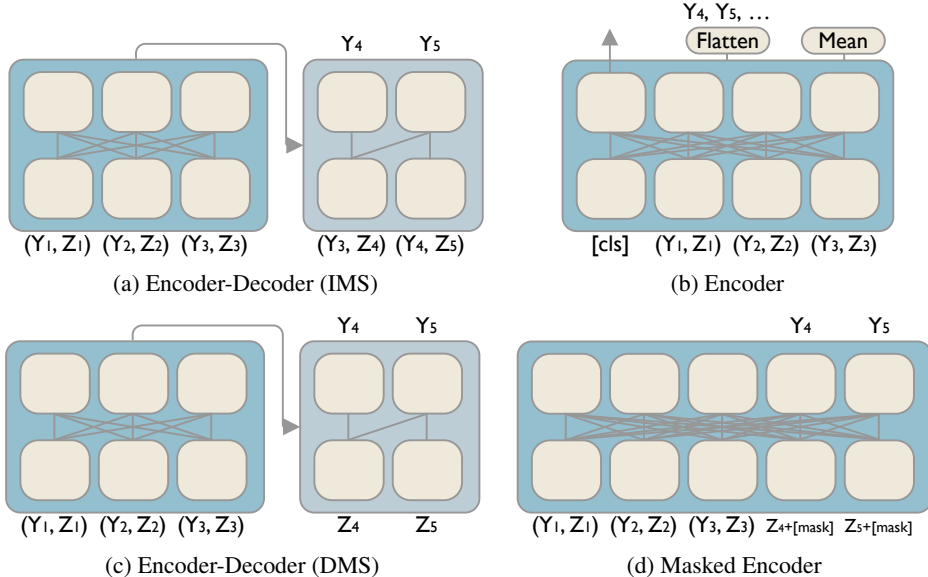 Y4 Y5
(Y1, Z1) (Y2, Z2) (Y3, Z3) (Y3, Z4) (Y4, Z5)
(a) Encoder-Decoder (IMS)
Y4, Y5, ...
Flatten Mean
[cls] (Y1, Z1) (Y2, Z2) (Y3, Z3)
(b) Encoder
Y4 Y5
(Y1, Z1) (Y2, Z2) (Y3, Z3) Z4 Z5
(c) Encoder-Decoder (DMS)
Y4 Y5
(Y1, Z1) (Y2, Z2) (Y3, Z3) Z4+[mask] Z5+[mask]
(d) Masked Encoder